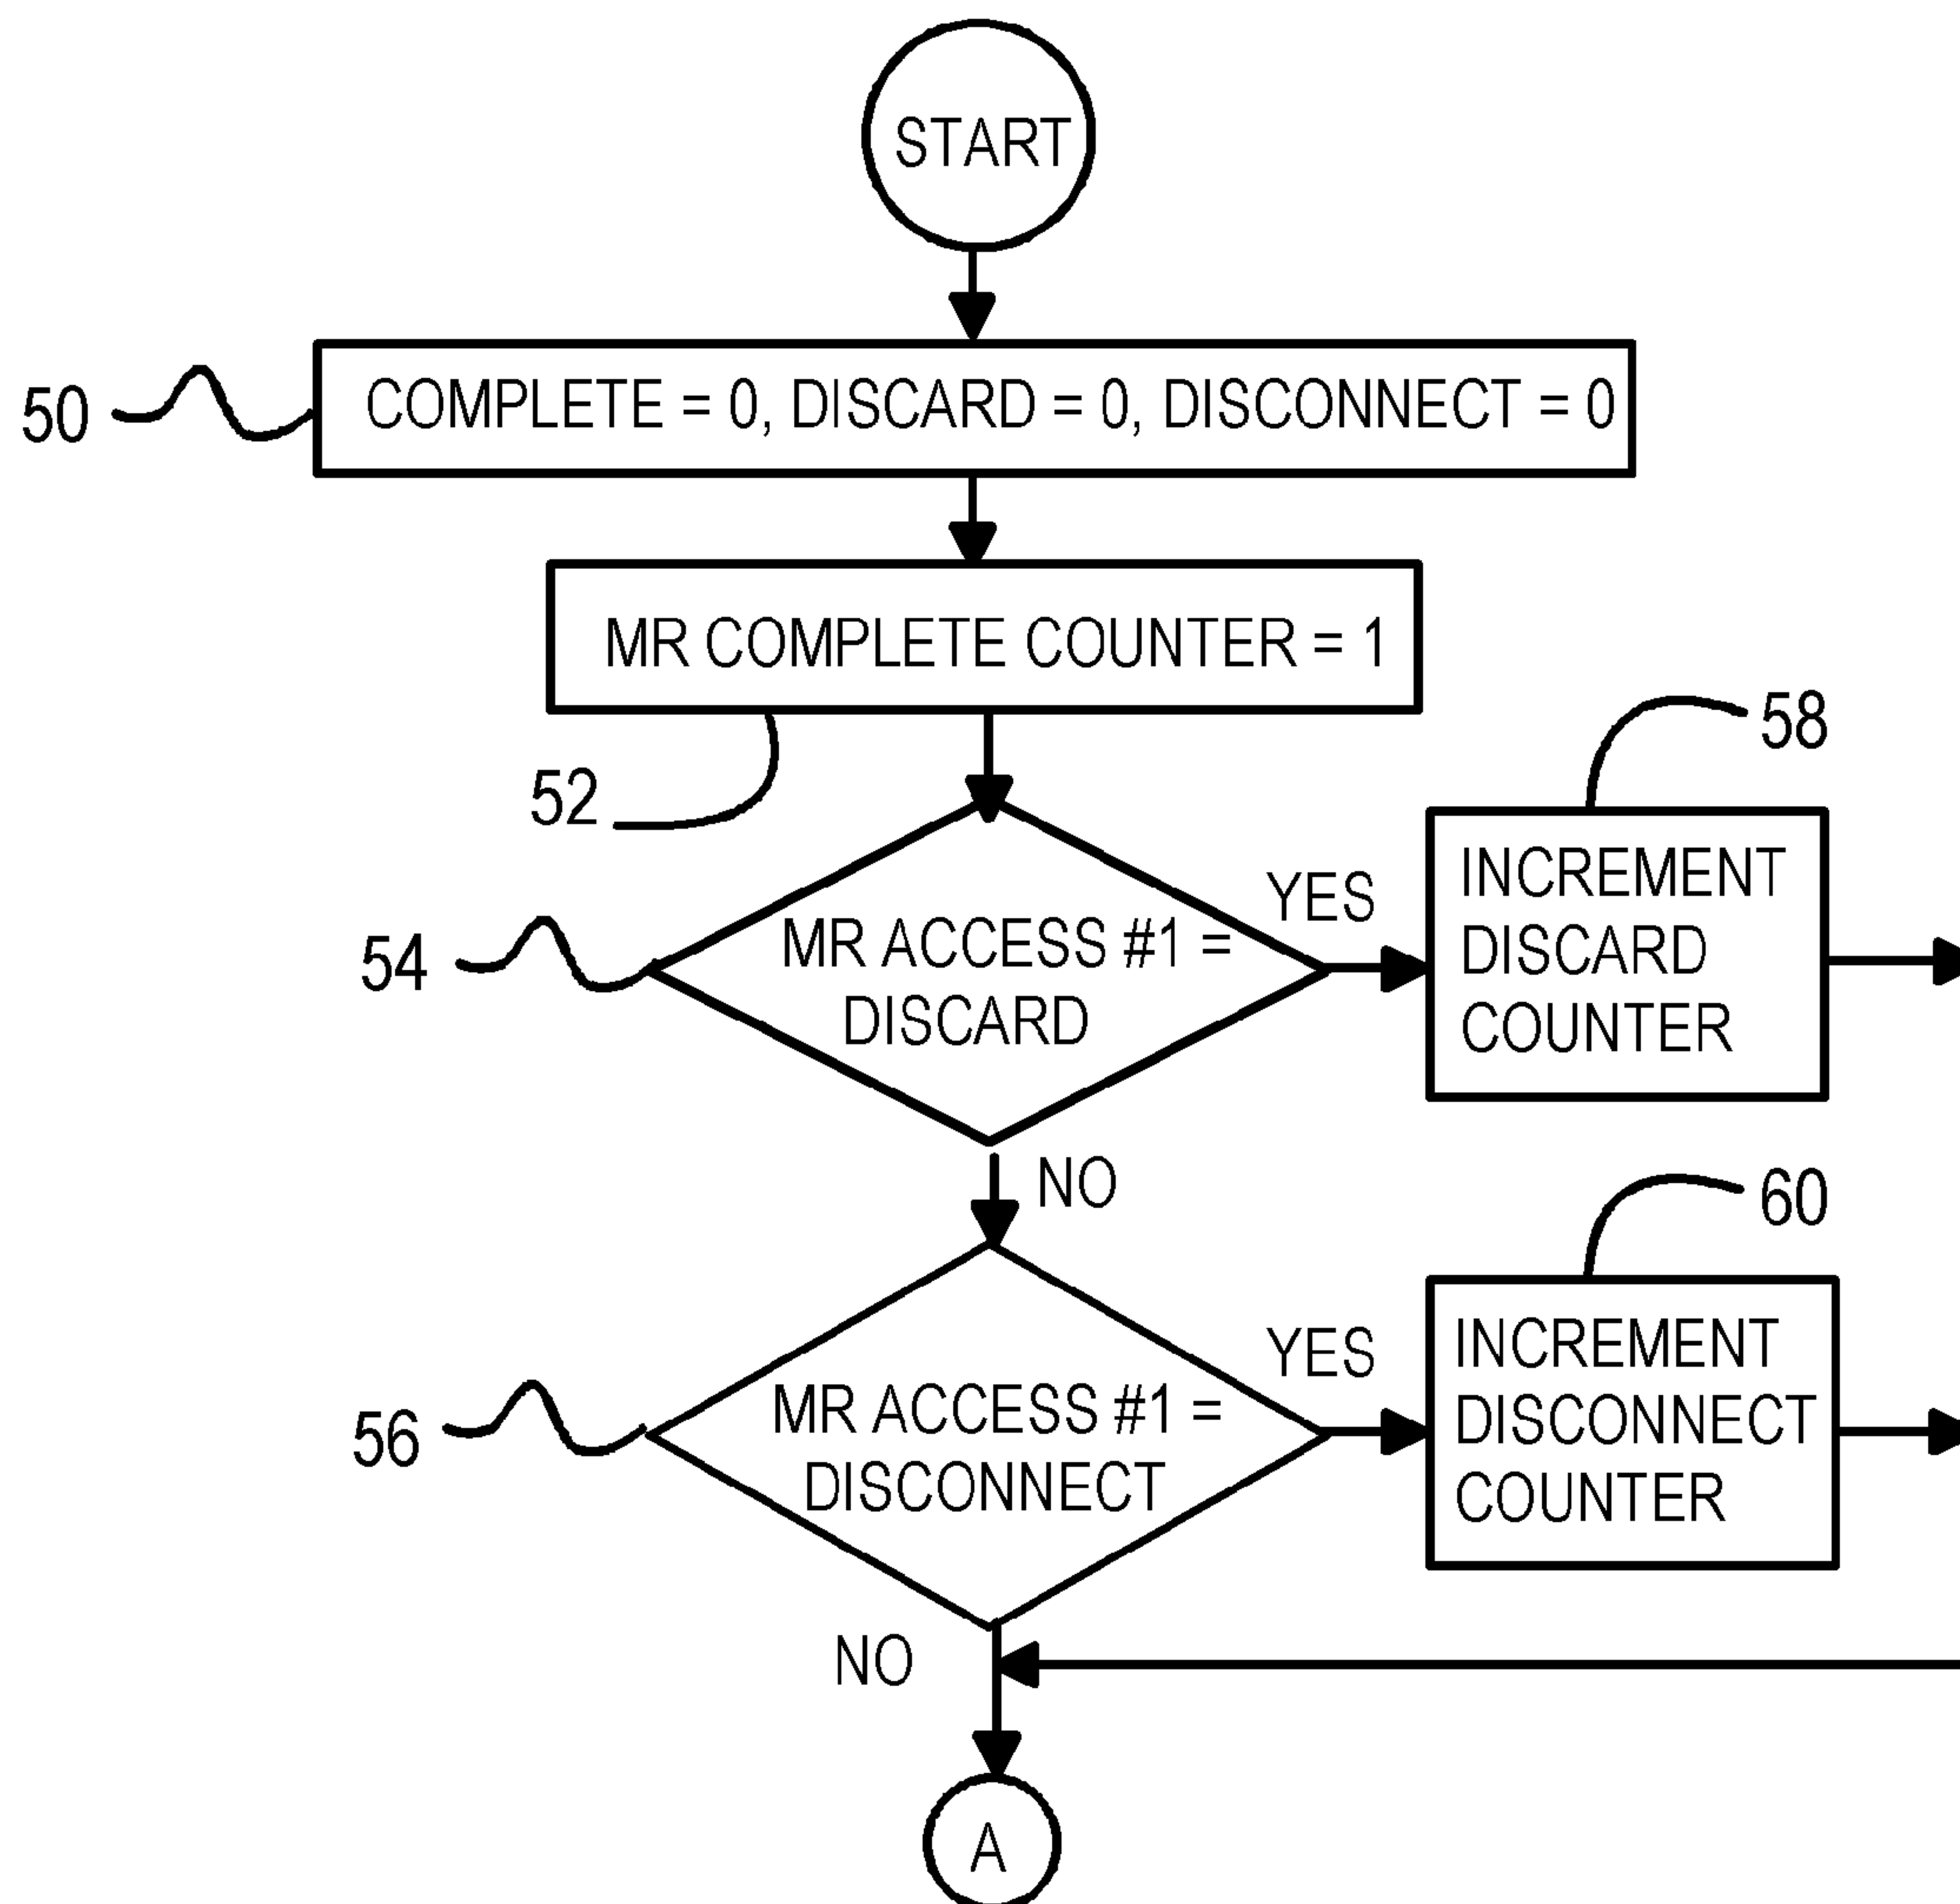 START
50
COMPLETE = 0, DISCARD = 0, DISCONNECT = 0
MR COMPLETE COUNTER = 1
52
58
54
MR ACCESS #1 =
DISCARD
YES
INCREMENT
DISCARD
COUNTER
NO
60
56
MR ACCESS #1 =
DISCONNECT
YES
INCREMENT
DISCONNECT
COUNTER
NO
A